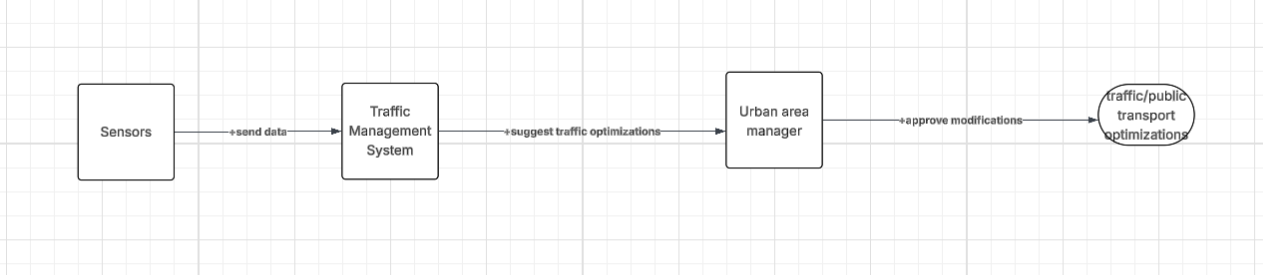 Sensors
+send data
Traffic
Management
System
+suggest traffic optimizations
Urban area
manager
+approve modifications
traffic/public
transport
optimizations